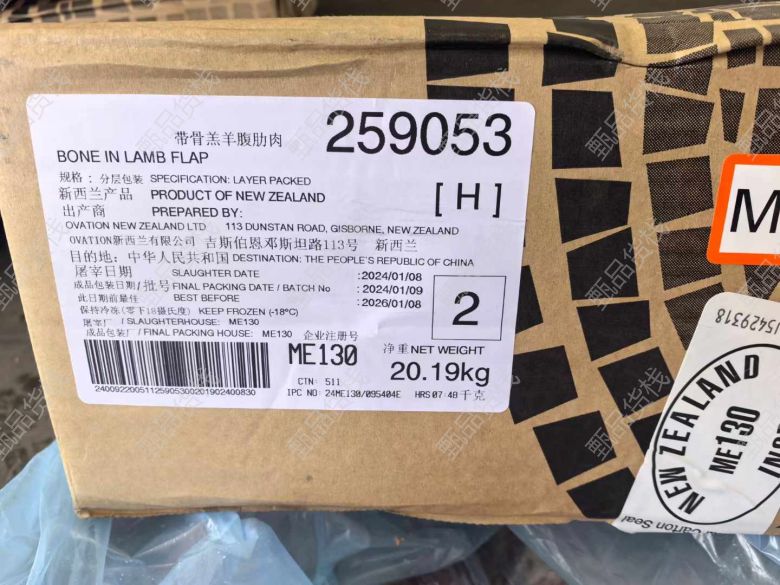 带骨羔羊腹肋肉
259053
BONE IN LAMB FLAP
规格: 分层包装 SPECIFICATION: LAYER PACKED
新西兰产品 PRODUCT OF NEW ZEALAND
[ H ]
出产商 PREPARED BY:
OVATION NEW ZEALAND LTD 113 DUNSTAN ROAD, GISBORNE, NEW ZEALAND
OVATION新西兰有限公司 吉斯伯恩邓斯坦路113号 新西兰
目的地: 中华人民共和国 DESTINATION: THE PEOPLE'S REPUBLIC OF CHINA
屠宰日期 SLAUGHTER DATE :2024/01/08
成品包装日期/批号 FINAL PACKING DATE / BATCH No :2024/01/09
此日期前最佳 BEST BEFORE :2026/01/08
2
保持冷冻(零下18摄氏度) KEEP FROZEN (-18°C)
屠宰厂 / SLAUGHTERHOUSE: ME130
成品包装厂 / FINAL PACKING HOUSE: ME130 企业注册号
ME130
净重 NET WEIGHT
20.19kg
千克
CTN: 511
2400922005112590530020190240083​0
IPC NO: 24ME130/095404E HRS 07:48
M
J5429318
NEW ZEALAND
ME130
Carton Seal
甄品货栈